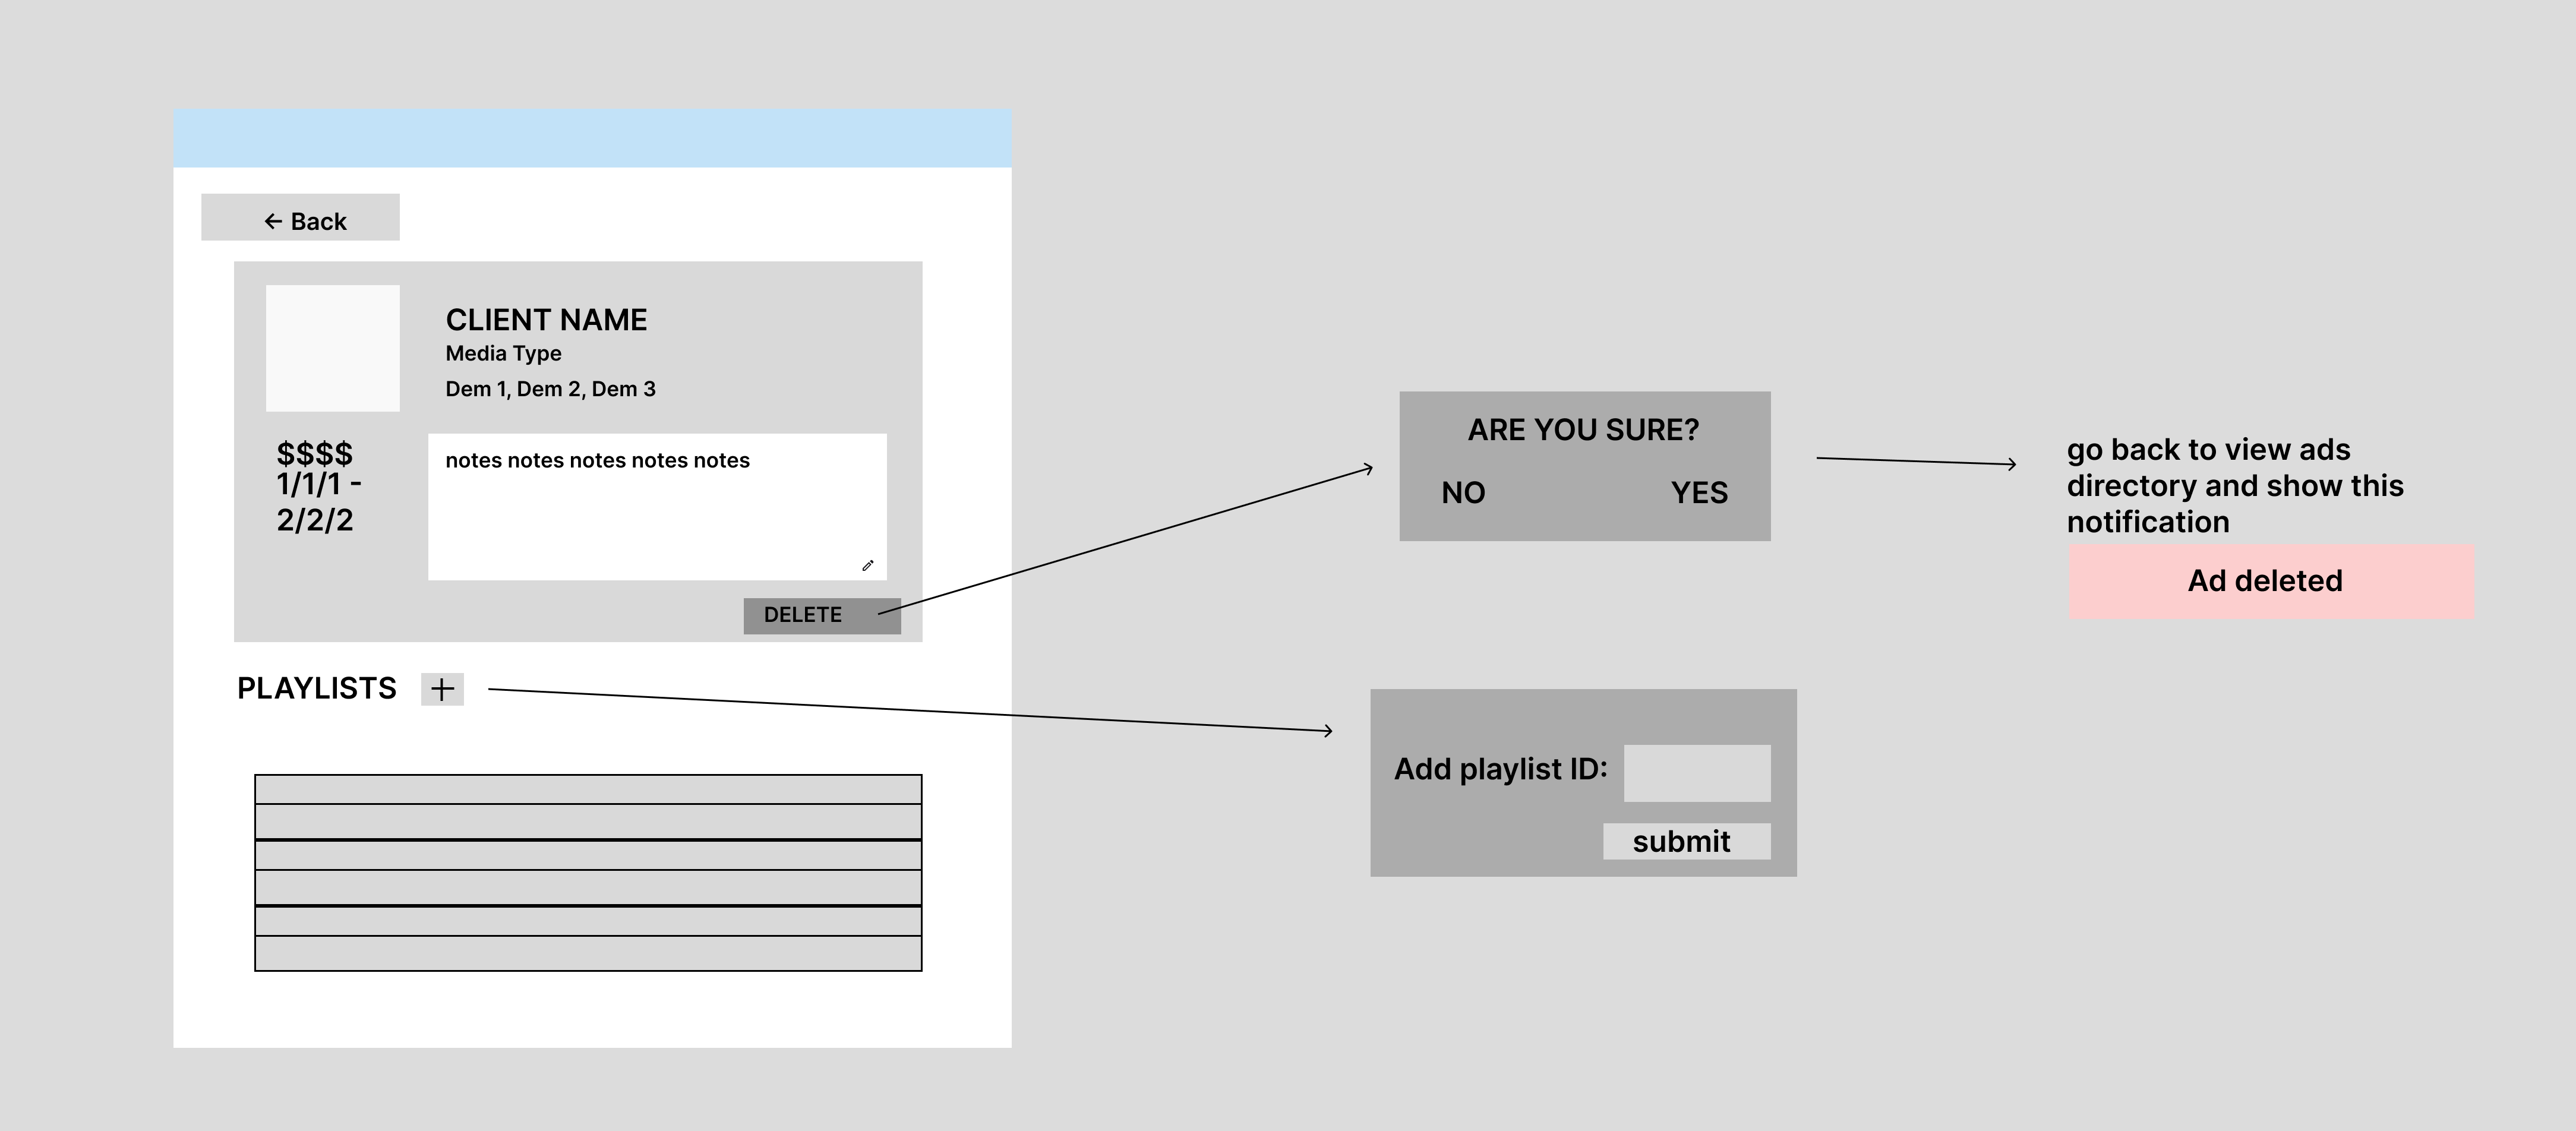 ← Back
CLIENT NAME
Media Type
Dem 1, Dem 2, Dem 3
$$$$
1/1/1 -
2/2/2
notes notes notes notes notes
DELETE
PLAYLISTS +
ARE YOU SURE?
NO YES
go back to view ads
directory and show this
notification
Ad deleted
Add playlist ID:
submit